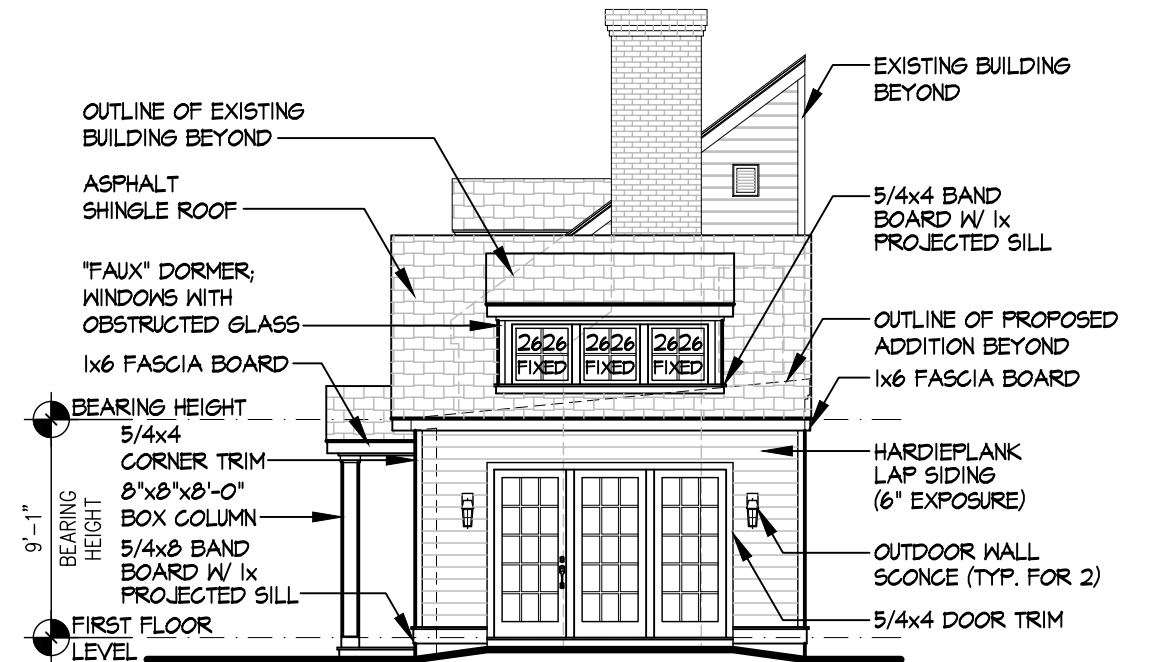 OUTLINE OF EXISTING
BUILDING BEYOND
ASPHALT
SHINGLE ROOF
"FAUX" DORMER;
WINDOWS WITH
OBSTRUCTED GLASS
1x6 FASCIA BOARD
BEARING HEIGHT
5/4x4
CORNER TRIM
8"x8"x8'-0"
BOX COLUMN
5/4x8 BAND
BOARD W/ 1x
PROJECTED SILL
FIRST FLOOR
LEVEL
9'-1"
BEARING
HEIGHT
2626
FIXED
2626
FIXED
2626
FIXED
EXISTING BUILDING
BEYOND
5/4x4 BAND
BOARD W/ 1x
PROJECTED SILL
OUTLINE OF PROPOSED
ADDITION BEYOND
1x6 FASCIA BOARD
HARDIEPLANK
LAP SIDING
(6" EXPOSURE)
OUTDOOR WALL
SCONCE (TYP. FOR 2)
5/4x4 DOOR TRIM